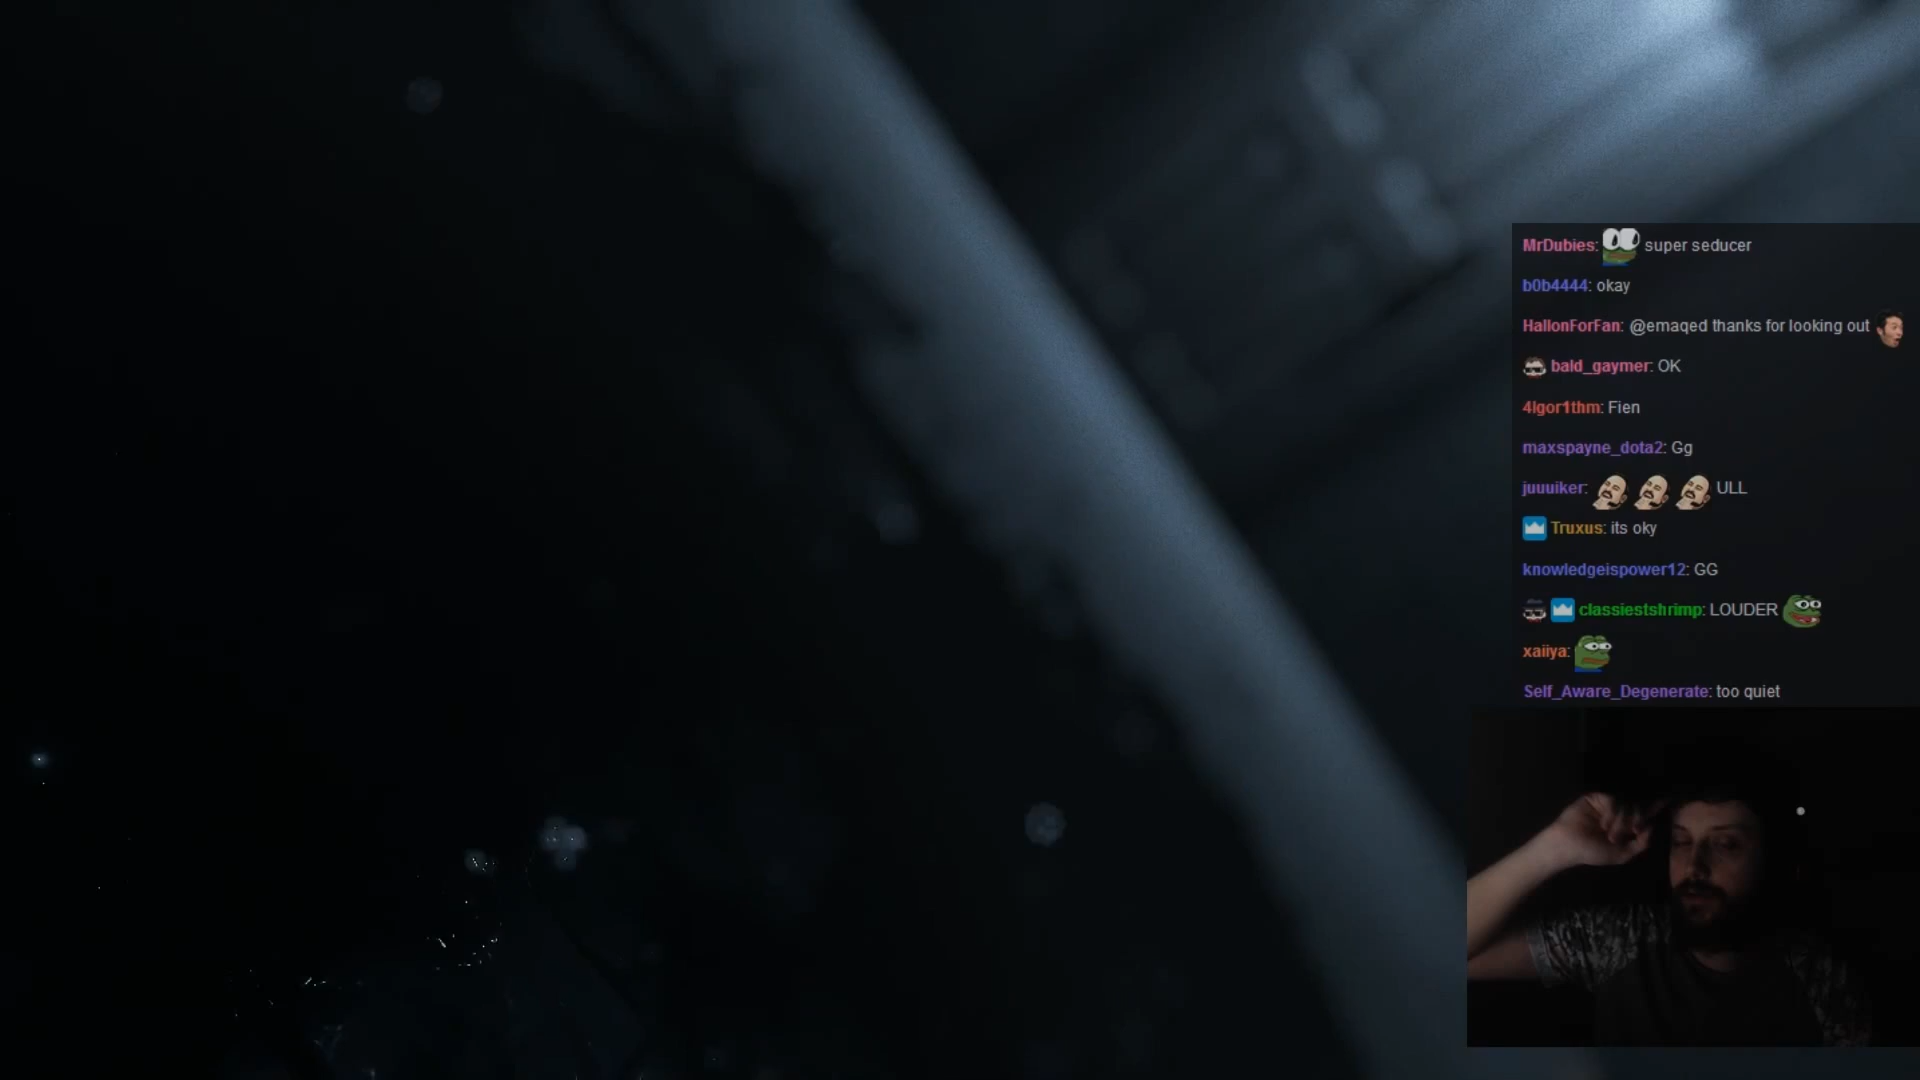 MrDubies: super seducer
b0b4444: okay
HallonForFan: @emaqed thanks for looking out
bald_gaymer: OK
4lgor1thm: Fien
maxspayne_dota2: Gg
juuuiker: ULL
Truxus: its oky
knowledgeispower12: GG
classiestshrimp: LOUDER
xaiiya:
Self_Aware_Degenerate: too quiet